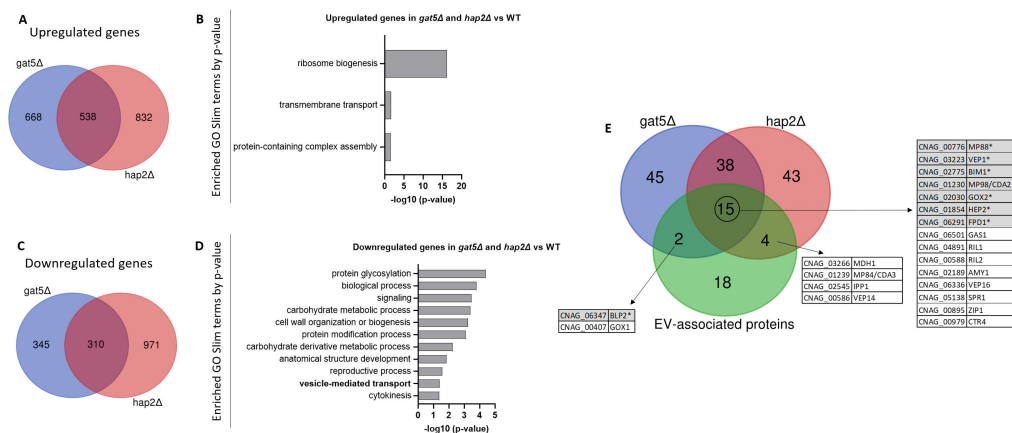 A
Upregulated genes
gat5Δ
668
538
832
hap2Δ
B
Upregulated genes in gat5Δ and hap2Δ vs WT
Enriched GO Slim terms by p-value
ribosome biogenesis
transmembrane transport
protein-containing complex assembly
0 5 10 15 20
-log10 (p-value)
C
Downregulated genes
gat5Δ
345
310
971
hap2Δ
D
Downregulated genes in gat5Δ and hap2Δ vs WT
Enriched GO Slim terms by p-value
protein glycosylation
biological process
signaling
carbohydrate metabolic process
cell wall organization or biogenesis
protein modification process
carbohydrate derivative metabolic process
anatomical structure development
reproductive process
vesicle-mediated transport
cytokinesis
0 1 2 3 4 5
-log10 (p-value)
E
gat5Δ
hap2Δ
45
38
43
15
2
4
18
EV-associated proteins
CNAG_06347 BLP2*
CNAG_00407 GOX1
CNAG_03266 MDH1
CNAG_01239 MP84/CDA3
CNAG_02545 IPP1
CNAG_00586 VEP14
CNAG_00776 MP88*
CNAG_03223 VEP1*
CNAG_02775 BIM1*
CNAG_01230 MP98/CDA2
CNAG_02030 GOX2*
CNAG_01854 HEP2*
CNAG_06291 FPD1*
CNAG_06501 GAS1
CNAG_04891 RIL1
CNAG_00588 RIL2
CNAG_02189 AMY1
CNAG_06336 VEP16
CNAG_05138 SPR1
CNAG_00895 ZIP1
CNAG_00979 CTR4